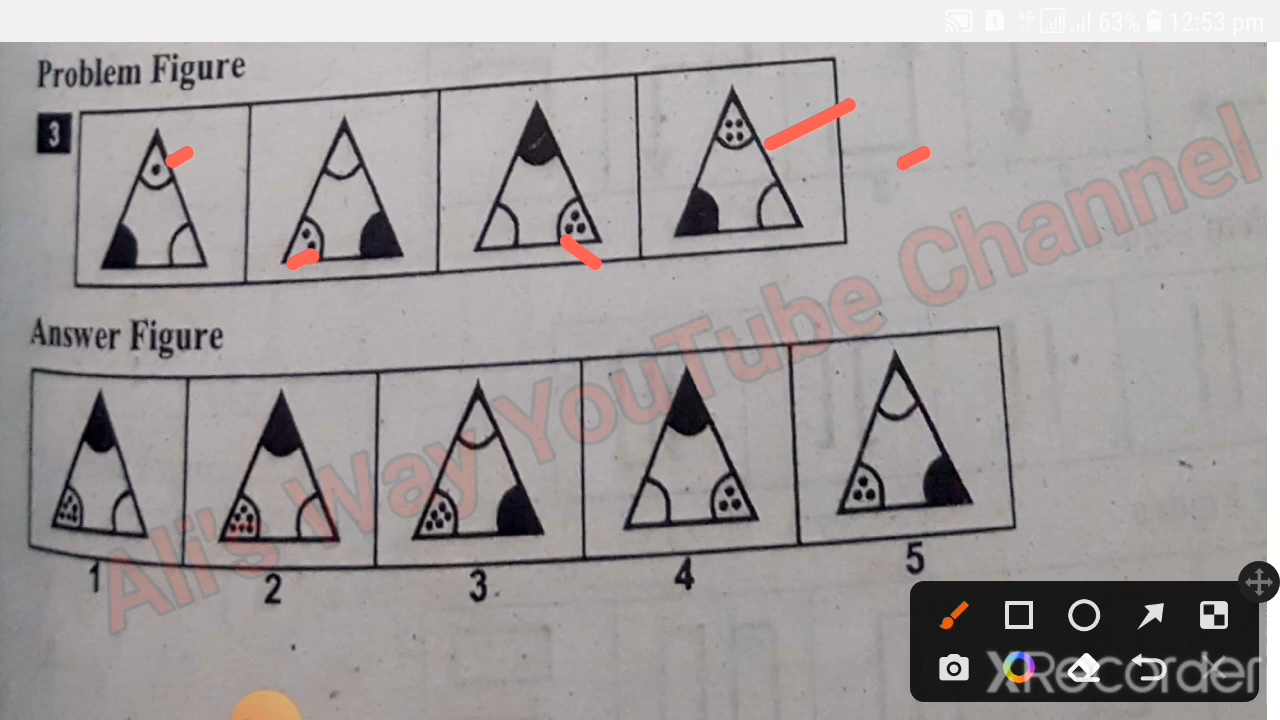 4G 63% 12:53 pm
Problem Figure
3
Answer Figure
1 2 3 4 5
Ali's Way YouTube Channel
XRecorder